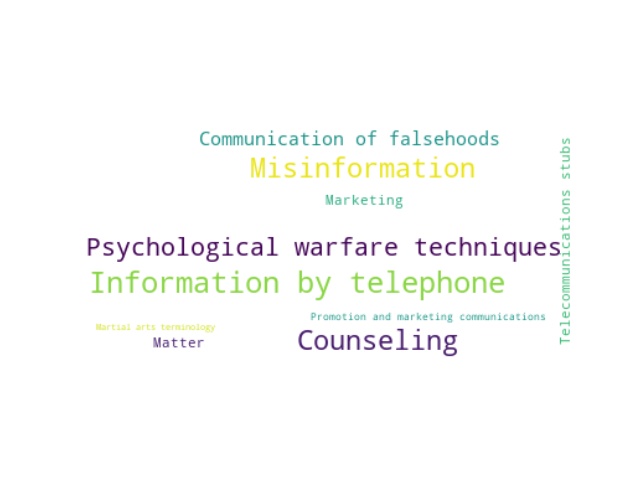 Communication of falsehoods
Misinformation
Marketing
Telecommunications stubs
Psychological warfare techniques
Information by telephone
Promotion and marketing communications
Martial arts terminology
Matter
Counseling